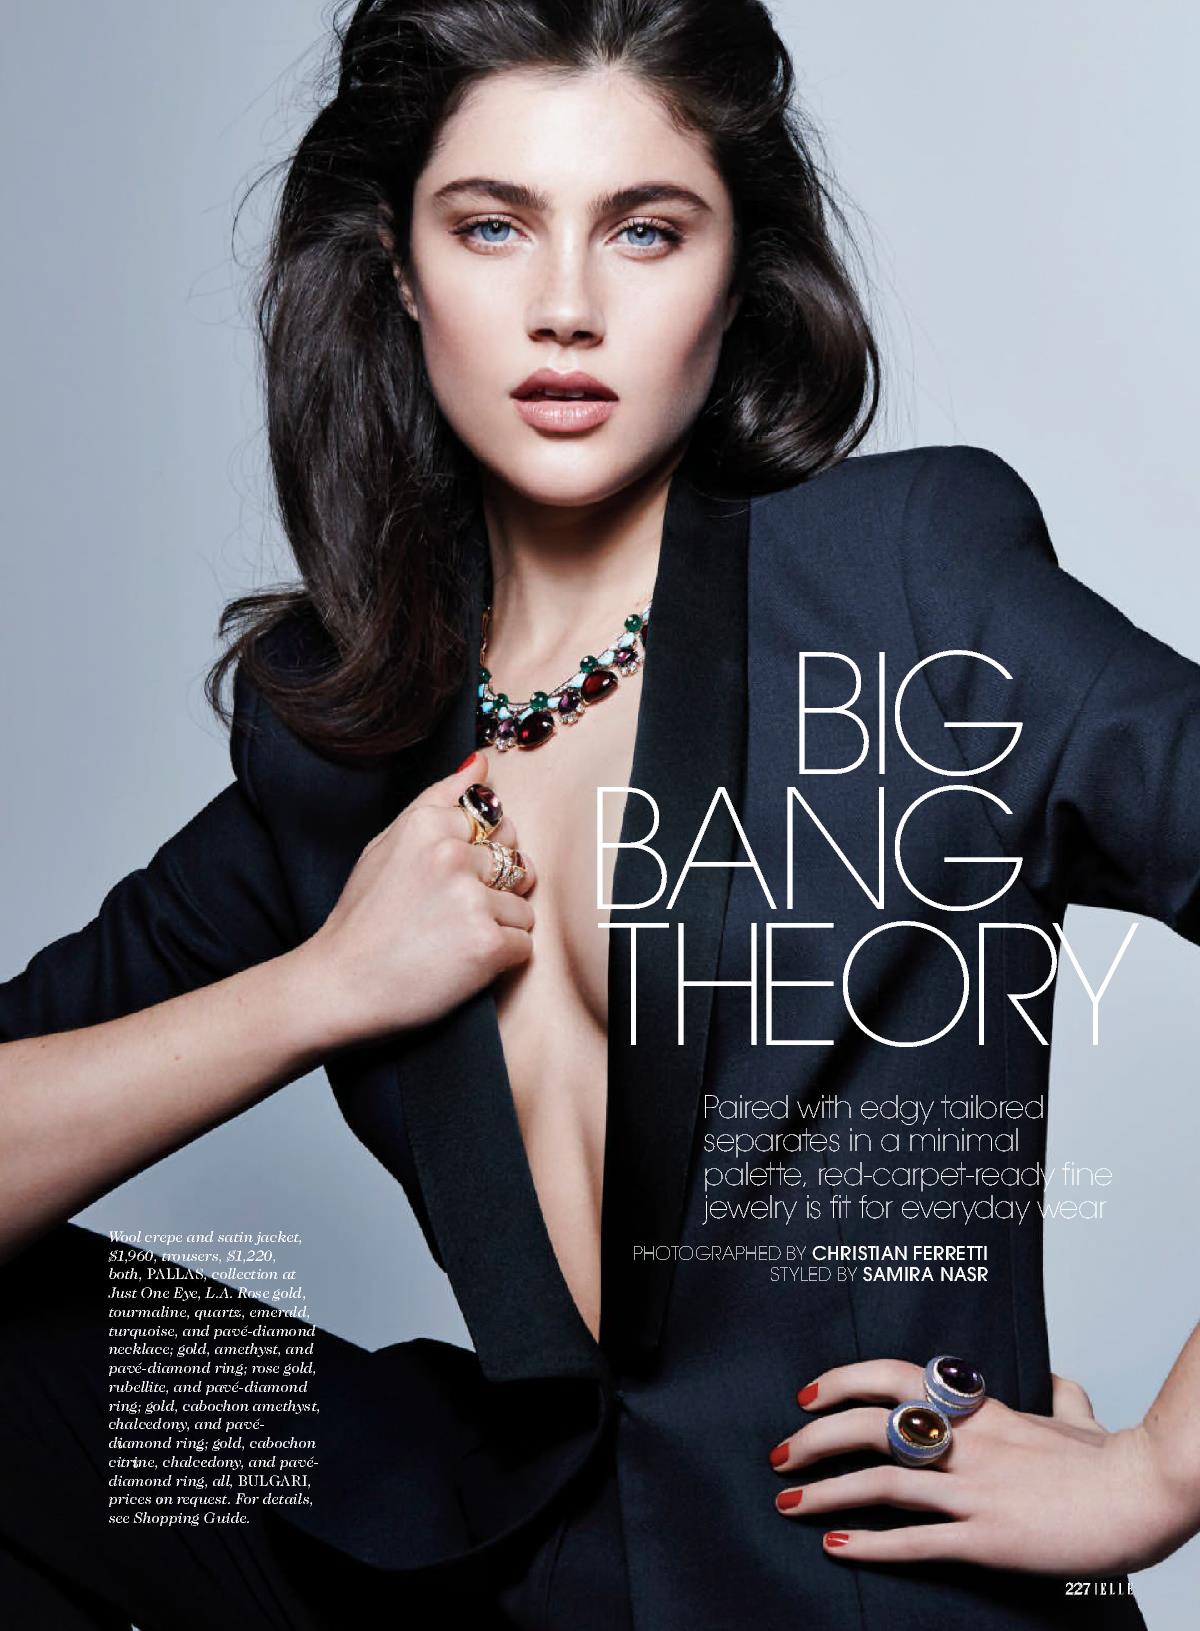 BIG
BANG
THEORY
Paired with edgy tailored
separates in a minimal
palette, red-carpet-ready fine
jewelry is fit for everyday wear
PHOTOGRAPHED BY CHRISTIAN FERRETTI
STYLED BY SAMIRA NASR
Wool crepe and satin jacket,
$1,960, trousers, $1,220,
both, PALLAS, collection at
Just One Eye, L.A. Rose gold,
tourmaline, quartz, emerald,
turquoise, and pavé-diamond
necklace; gold, amethyst, and
pavé-diamond ring; rose gold,
rubellite, and pavé-diamond
ring; gold, cabochon amethyst,
chalcedony, and pavé-
diamond ring; gold, cabochon
citrine, chalcedony, and pavé-
diamond ring, all, BULGARI,
prices on request. For details,
see Shopping Guide.
227 | ELLE